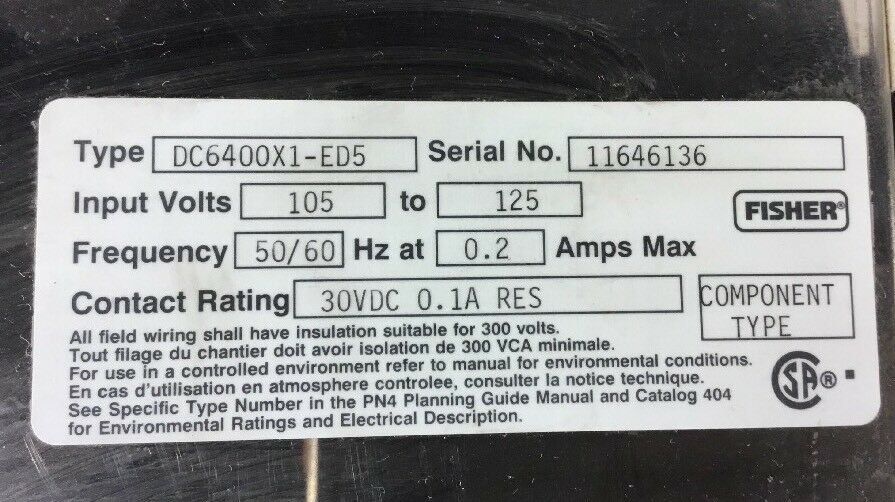 Type DC6400X1-ED5 Serial No. 11646136
Input Volts 105 to 125
FISHER®
Frequency 50/60 Hz at 0.2 Amps Max
Contact Rating 30VDC 0.1A RES
COMPONENT
TYPE
All field wiring shall have insulation suitable for 300 volts.
Tout filage du chantier doit avoir isolation de 300 VCA minimale.
For use in a controlled environment refer to manual for environmental conditions.
En cas d'utilisation en atmosphere controlee, consulter la notice technique.
See Specific Type Number in the PN4 Planning Guide Manual and Catalog 404
for Environmental Ratings and Electrical Description.
CSA®